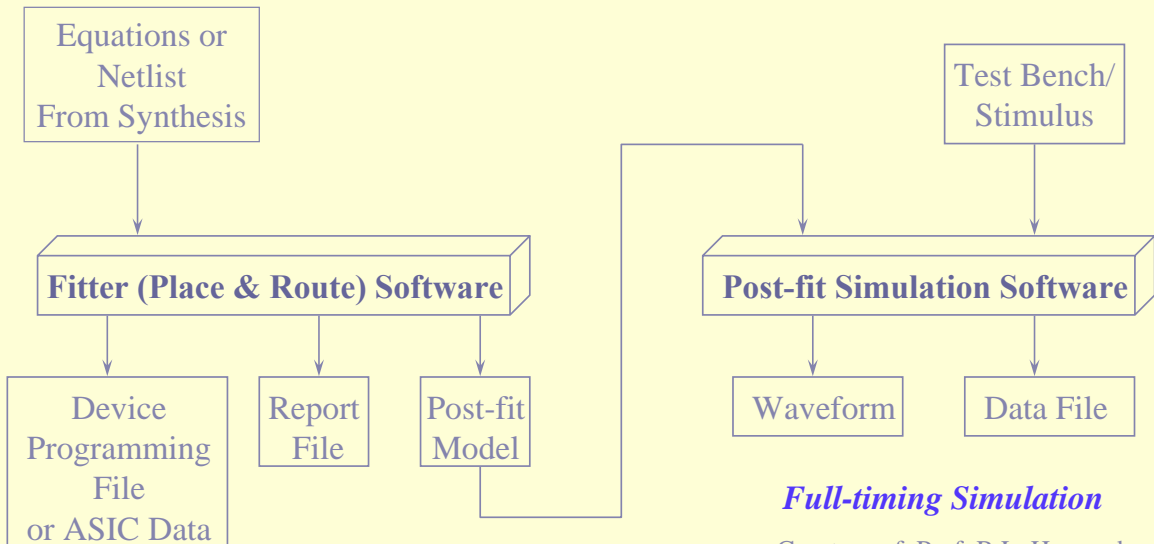 Equations or
Netlist
From Synthesis
Test Bench/
Stimulus
Fitter (Place & Route) Software
Post-fit Simulation Software
Device
Programming
File
or ASIC Data
Report
File
Post-fit
Model
Waveform
Data File
Full-timing Simulation